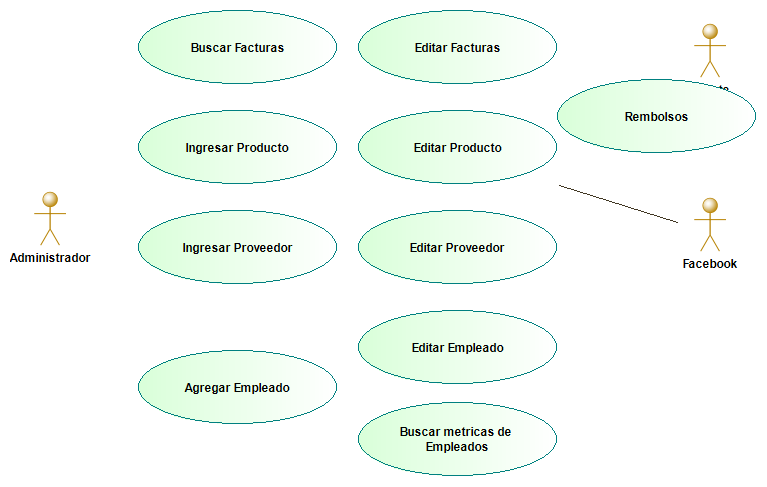 Buscar Facturas
Editar Facturas
Rembolsos
Ingresar Producto
Editar Producto
Administrador
Ingresar Proveedor
Editar Proveedor
Facebook
Editar Empleado
Agregar Empleado
Buscar metricas de
Empleados